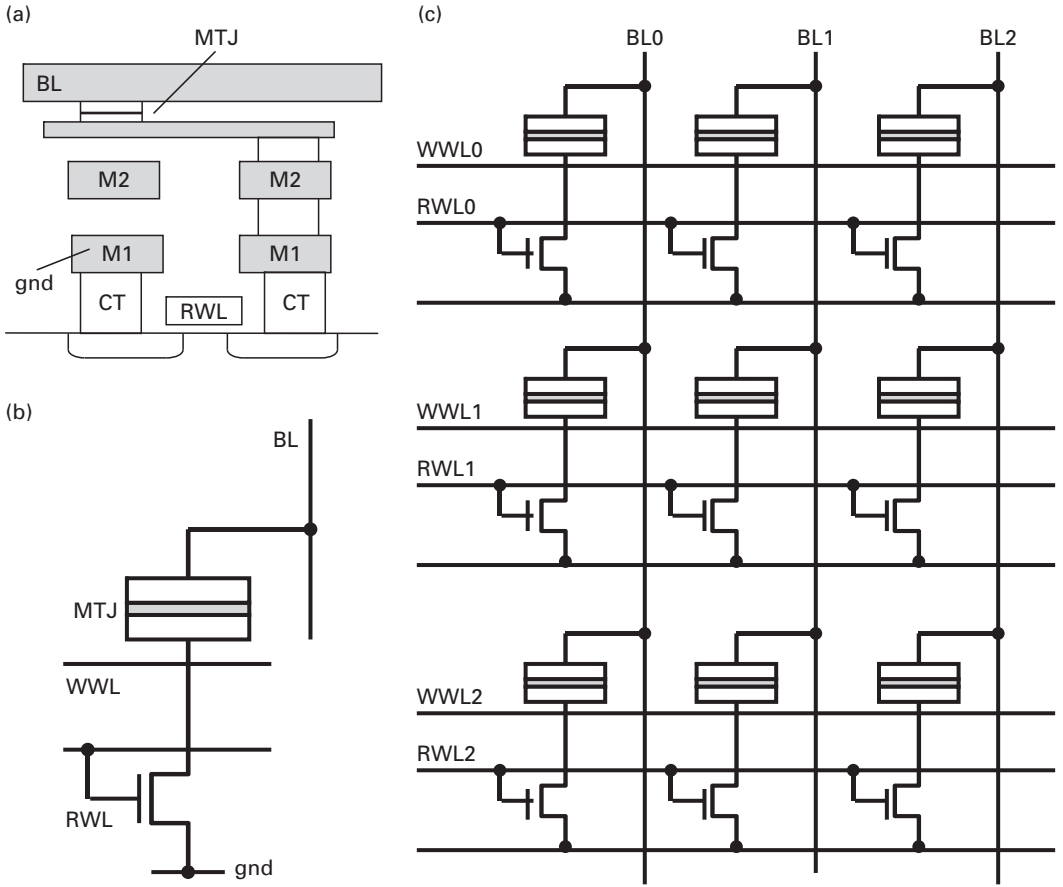 (a)
MTJ
BL
M2 M2
M1 M1
gnd
CT RWL CT
(b)
BL
MTJ
WWL
RWL
gnd
(c)
BL0 BL1 BL2
WWL0
RWL0
WWL1
RWL1
WWL2
RWL2